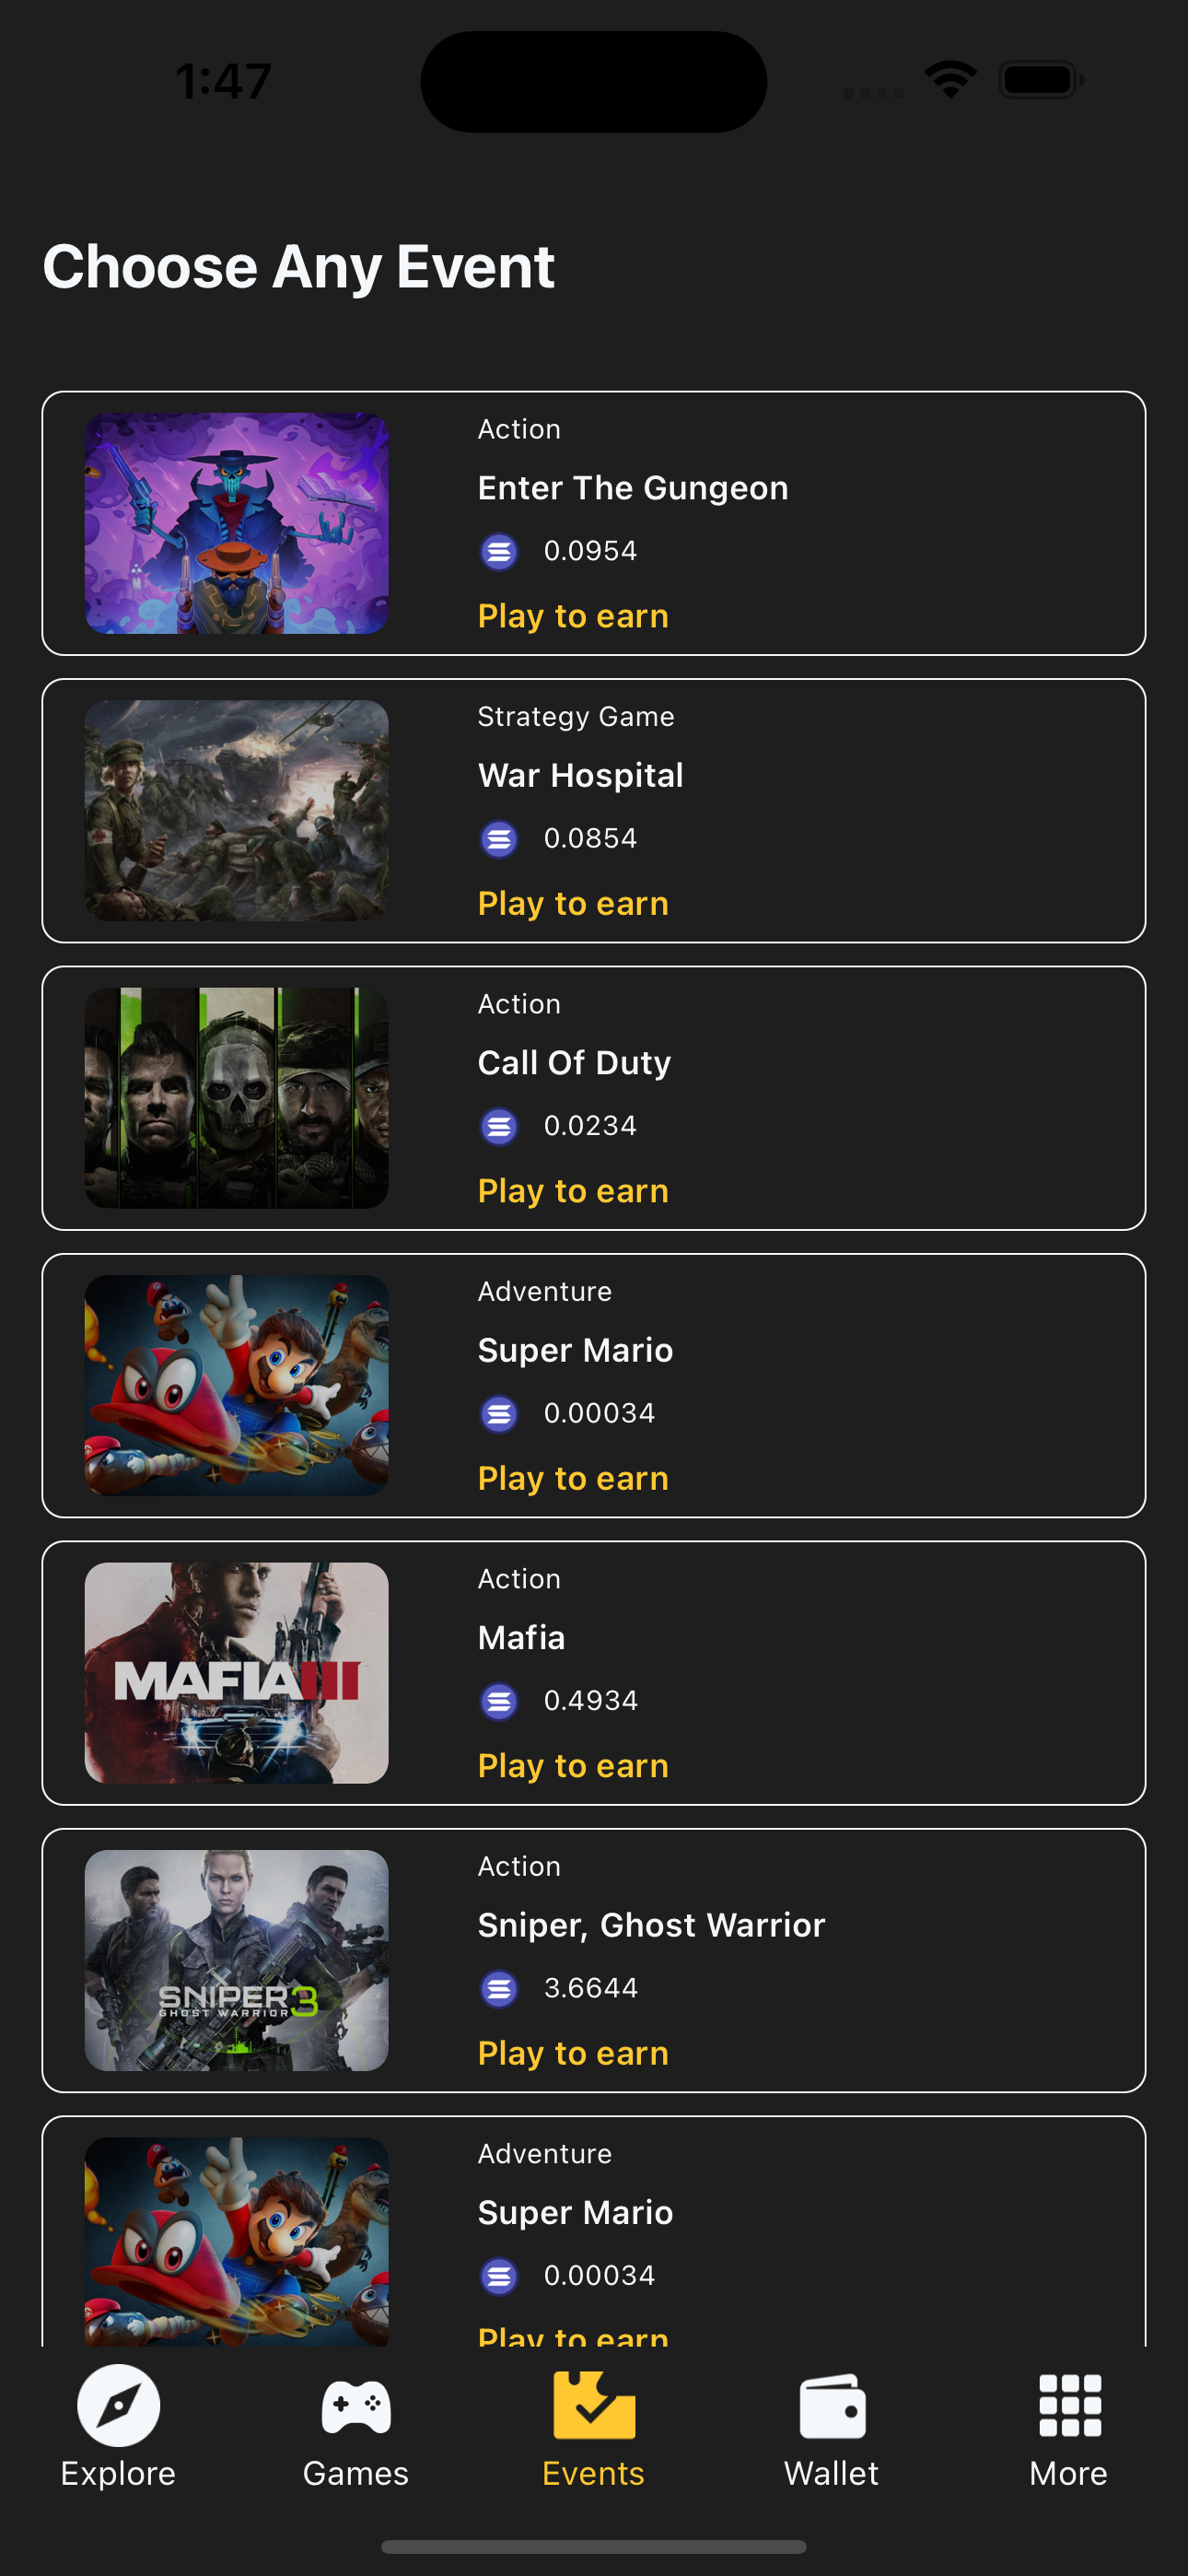 1:47
Choose Any Event
Action
Enter The Gungeon
0.0954
Play to earn
Strategy Game
War Hospital
0.0854
Play to earn
Action
Call Of Duty
0.0234
Play to earn
Adventure
Super Mario
0.00034
Play to earn
MAFIA III
Action
Mafia
0.4934
Play to earn
SNIPER 3
GHOST WARRIOR
Action
Sniper, Ghost Warrior
3.6644
Play to earn
Adventure
Super Mario
0.00034
Play to earn
Explore
Games
Events
Wallet
More